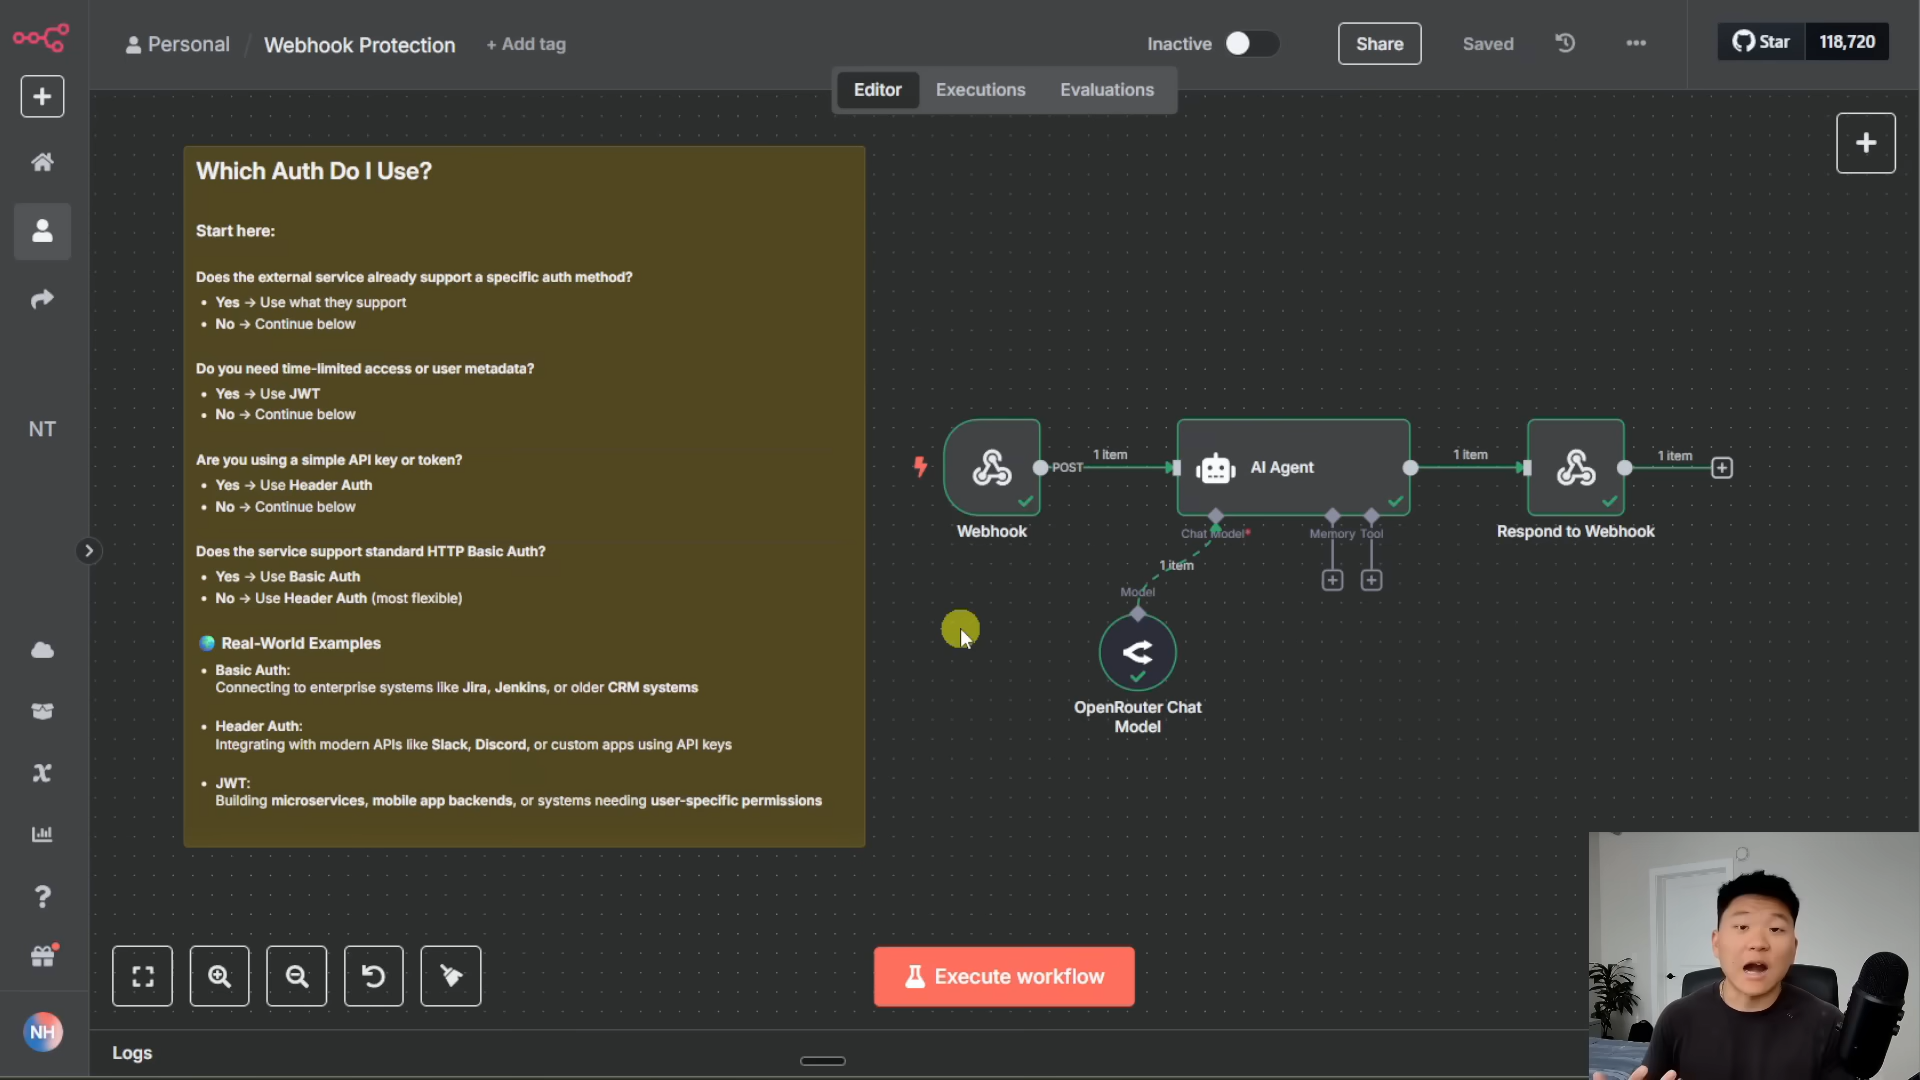 Personal / Webhook Protection + Add tag
Inactive Share Saved Star 118,720
Editor Executions Evaluations
Which Auth Do I Use?
Start here:
Does the external service already support a specific auth method?
• Yes → Use what they support
• No → Continue below
Do you need time-limited access or user metadata?
• Yes → Use JWT
• No → Continue below
Are you using a simple API key or token?
• Yes → Use Header Auth
• No → Continue below
Does the service support standard HTTP Basic Auth?
• Yes → Use Basic Auth
• No → Use Header Auth (most flexible)
🌍 Real-World Examples
• Basic Auth:
Connecting to enterprise systems like Jira, Jenkins, or older CRM systems
• Header Auth:
Integrating with modern APIs like Slack, Discord, or custom apps using API keys
• JWT:
Building microservices, mobile app backends, or systems needing user-specific permissions
POST 1 item
AI Agent
1 item
1 item
Webhook
Chat Model* Memory Tool
Respond to Webhook
1 item
Model
OpenRouter Chat
Model
NT
Execute workflow
NH
Logs